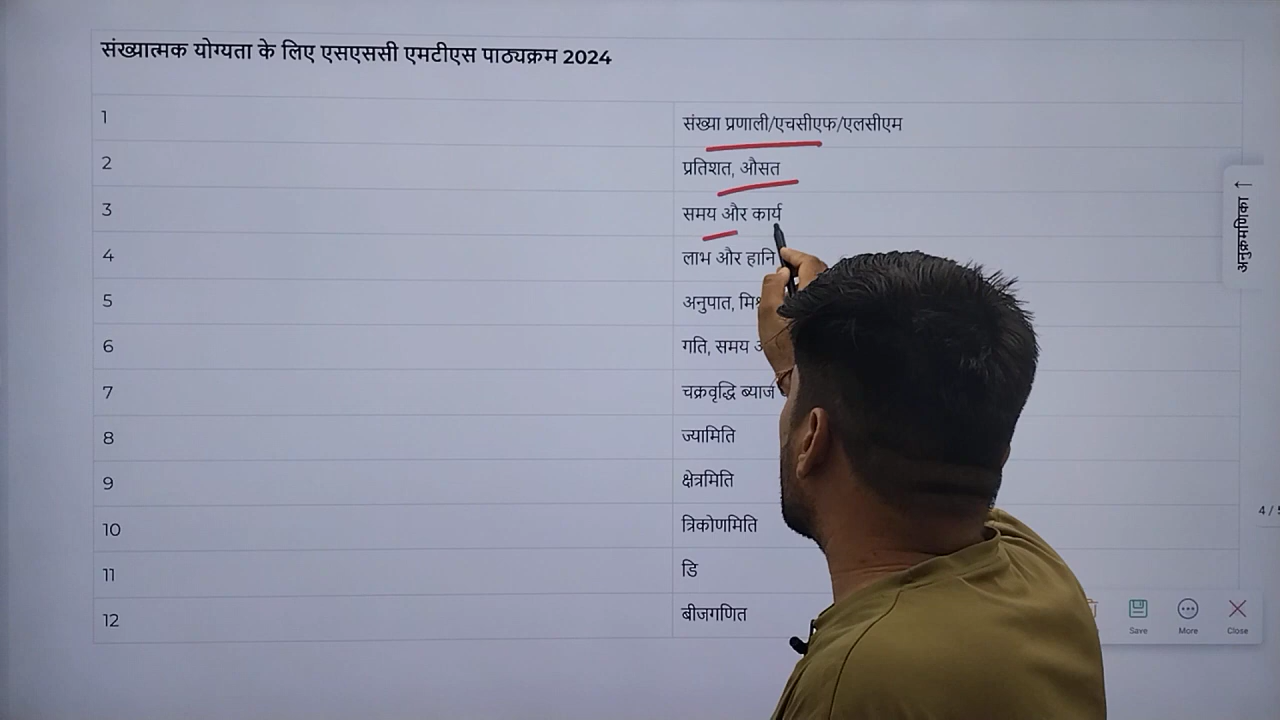 संख्यात्मक योग्यता के लिए एसएससी एमटीएस पाठ्यक्रम 2024
1 संख्या प्रणाली/एचसीएफ/एलसीएम
2 प्रतिशत, औसत
3 समय और कार्य
4 लाभ और हानि
5 अनुपात,
6 गति, समय
7 चक्रवृद्धि ब्याज
8 ज्यामिति
9 क्षेत्रमिति
10 त्रिकोणमिति
11 डि
12 बीजगणित
अनुक्रमणिका ↑
4 /
Save More Close